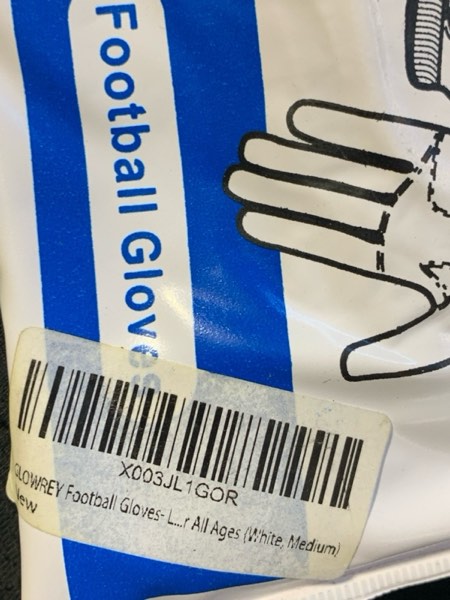 Football Gloves
X003JL1GOR
GLOWREY Football Gloves- L...r All Ages (White, Medium)
New